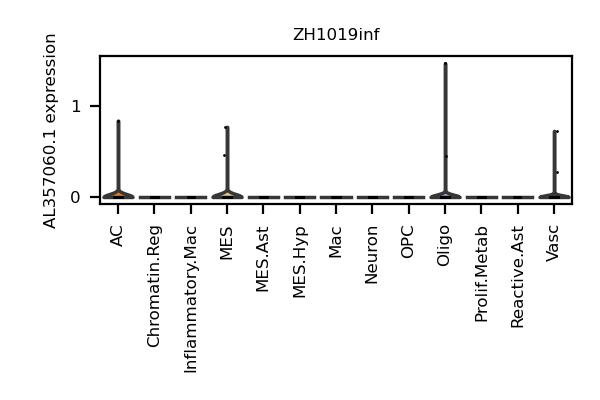 ZH1019inf
AL357060.1 expression
1
0
AC
Chromatin.Reg
Inflammatory.Mac
MES
MES.Ast
MES.Hyp
Mac
Neuron
OPC
Oligo
Prolif.Metab
Reactive.Ast
Vasc